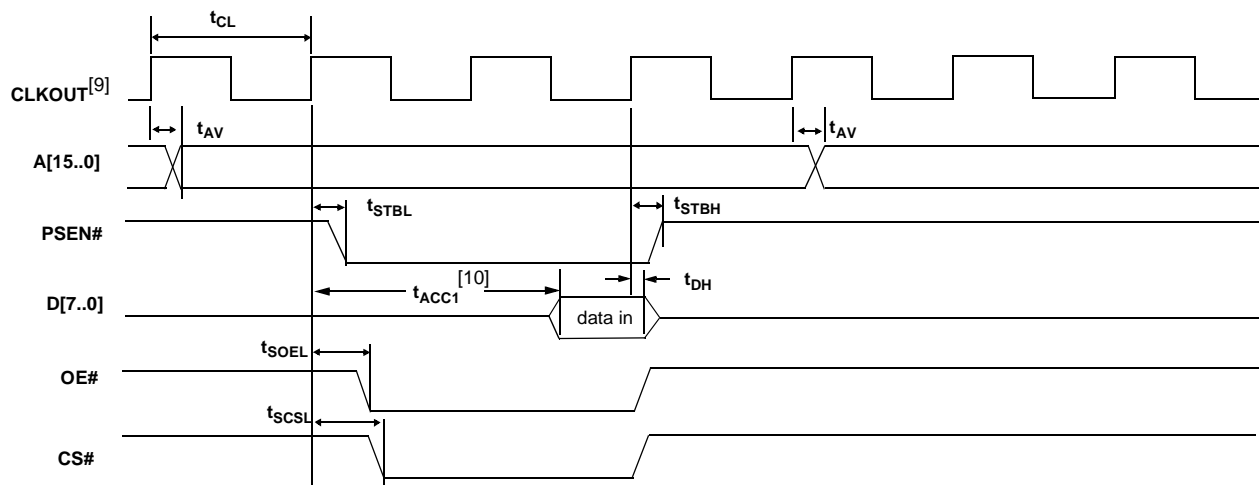 tCL
CLKOUT[9]
tAV
tAV
A[15..0]
tSTBL
tSTBH
PSEN#
[10]
tDH
tACC1
D[7..0]
data in
tSOEL
OE#
tSCSL
CS#